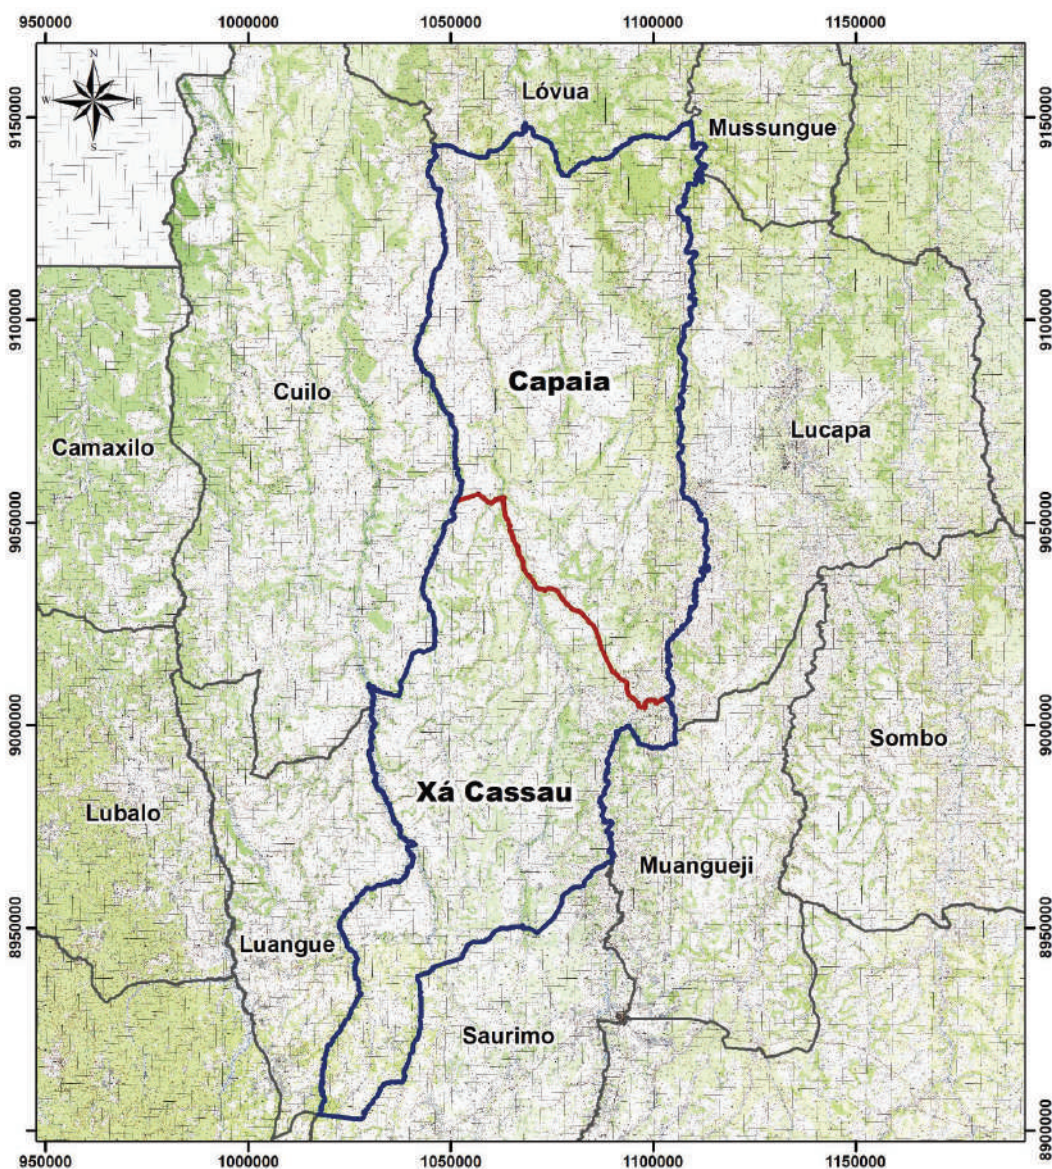 950000 1000000 1050000 1100000 1150000
N
W E
S
9150000 9150000
Lóvua
Mussungue
9100000 9100000
Capaia
Cuilo
Lucapa
Camaxilo
9050000 9050000
9000000 9000000
Sombo
Xá Cassau
Lubalo
Muangueji
8950000 8950000
Luangue
Saurimo
8900000
950000 1000000 1050000 1100000 1150000